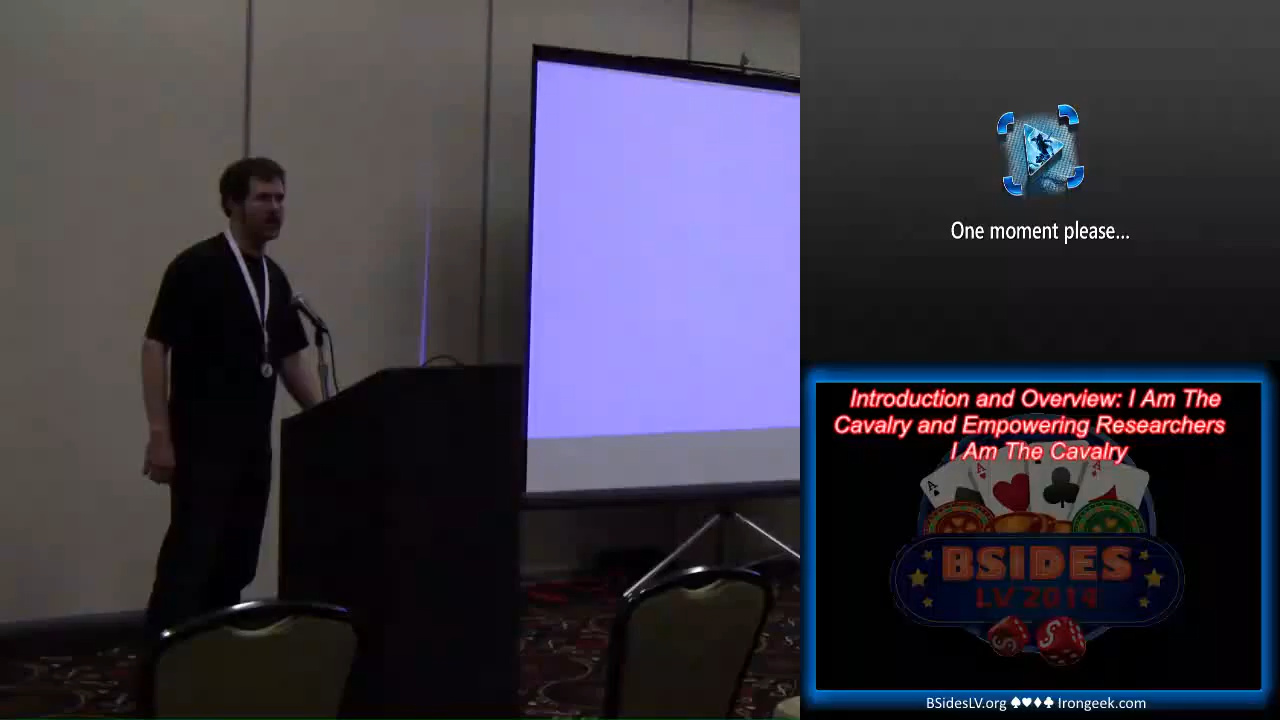 One moment please...
Introduction and Overview: I Am The
Cavalry and Empowering Researchers
I Am The Cavalry
BSIDES
LV 2014
BSidesLV.org ♠♥♦♣ Irongeek.com